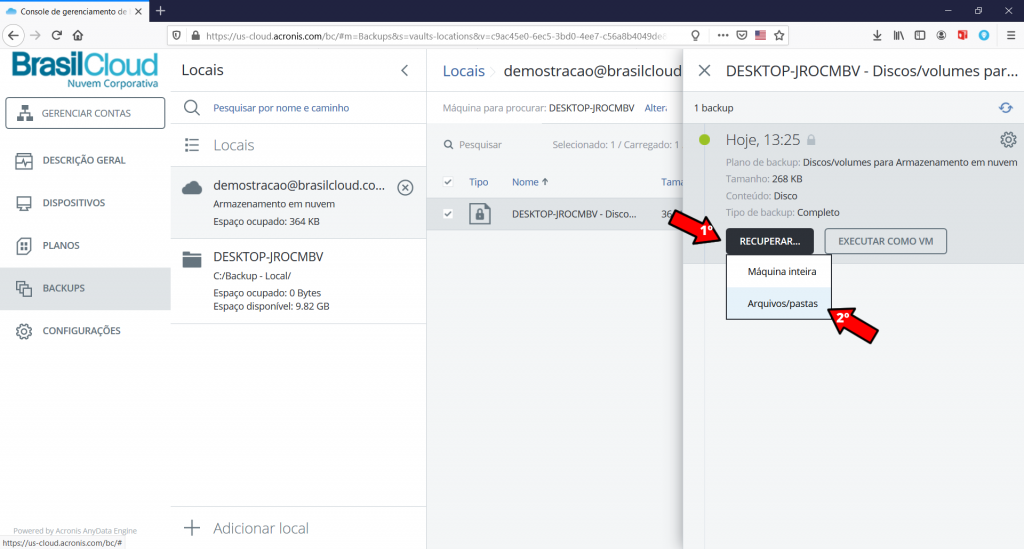 Console de gerenciamento de
https://us-cloud.acronis.com/bc/#m=Backups&s=vaults-locations&v=c9ac45e0-6ec5-3bd0-4ee7-c56a8b4049de
BrasilCloud
Nuvem Corporativa
GERENCIAR CONTAS
DESCRIÇÃO GERAL
DISPOSITIVOS
PLANOS
BACKUPS
CONFIGURAÇÕES
Powered by Acronis AnyData Engine
https://us-cloud.acronis.com/bc/#
Locais
Pesquisar por nome e caminho
Locais
demostracao@brasilcloud.co...
Armazenamento em nuvem
Espaço ocupado: 364 KB
DESKTOP-JROCMBV
C:/Backup - Local/
Espaço ocupado: 0 Bytes
Espaço disponível: 9.82 GB
Adicionar local
Locais demostracao@brasilcloud
Máquina para procurar: DESKTOP-JROCMBV Altera
Pesquisar Selecionado: 1 / Carregado: 1
Tipo Nome Tama
DESKTOP-JROCMBV - Disco... 36
DESKTOP-JROCMBV - Discos/volumes par...
1 backup
Hoje, 13:25
Plano de backup: Discos/volumes para Armazenamento em nuvem
Tamanho: 268 KB
Conteúdo: Disco
Tipo de backup: Completo
1º
RECUPERAR... EXECUTAR COMO VM
Máquina inteira
Arquivos/pastas
2º